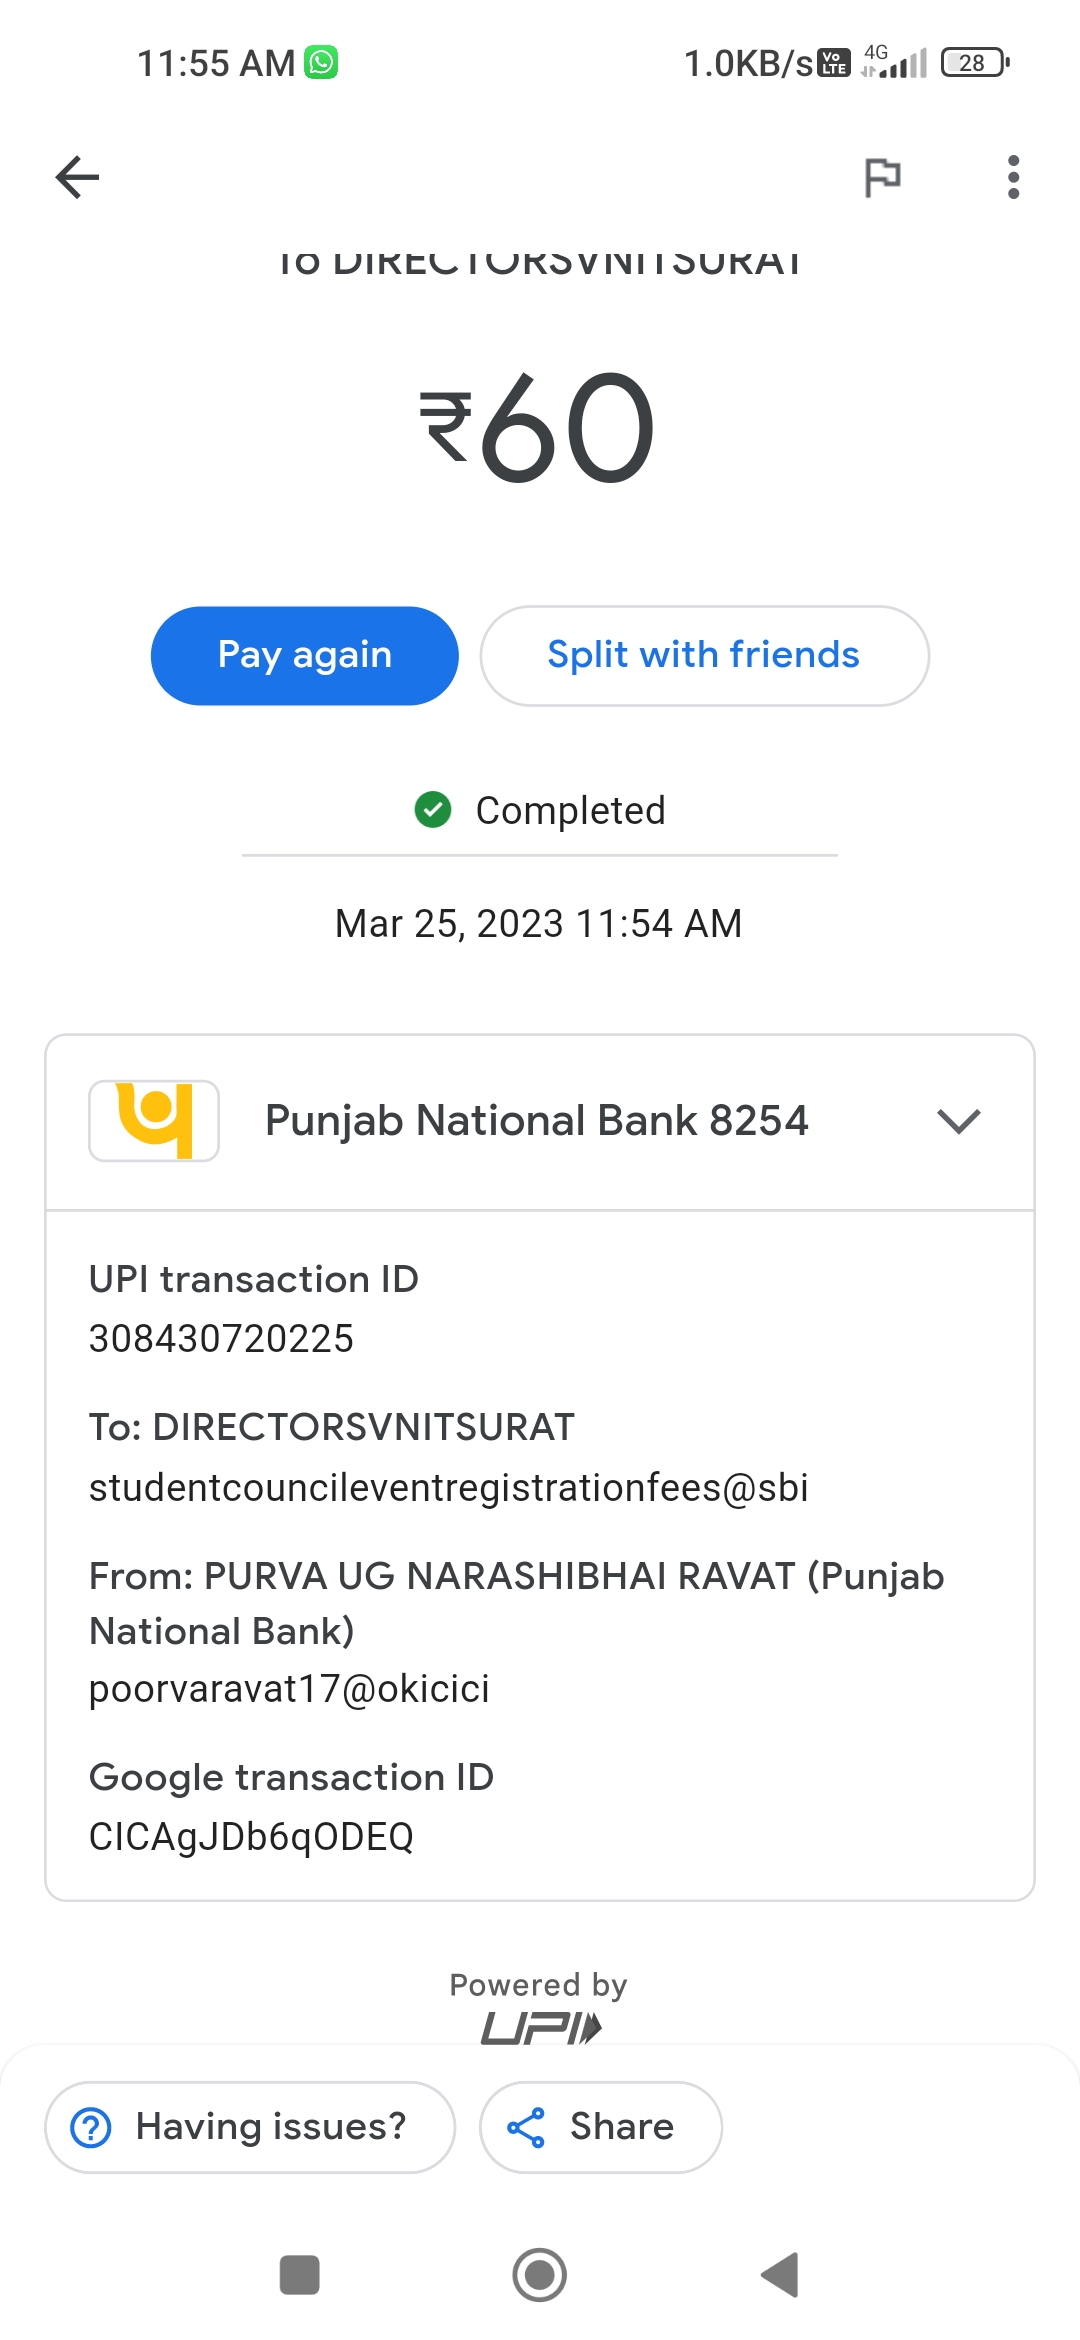 11:55 AM
1.0KB/s Vo LTE 4G 28
To DIRECTORSVNITSURAT
₹60
Pay again
Split with friends
Completed
Mar 25, 2023 11:54 AM
Punjab National Bank 8254
UPI transaction ID
308430720225
To: DIRECTORSVNITSURAT
studentcouncileventregistrationfees@sbi
From: PURVA UG NARASHIBHAI RAVAT (Punjab
National Bank)
poorvaravat17@okicici
Google transaction ID
CICAgJDb6qODEQ
Powered by
UPI
Having issues?
Share